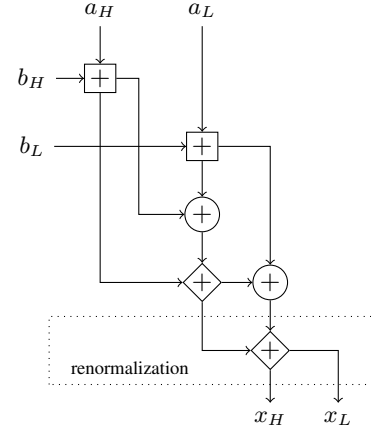 a_H a_L
b_H +
b_L +
+
+ +
renormalization +
x_H x_L